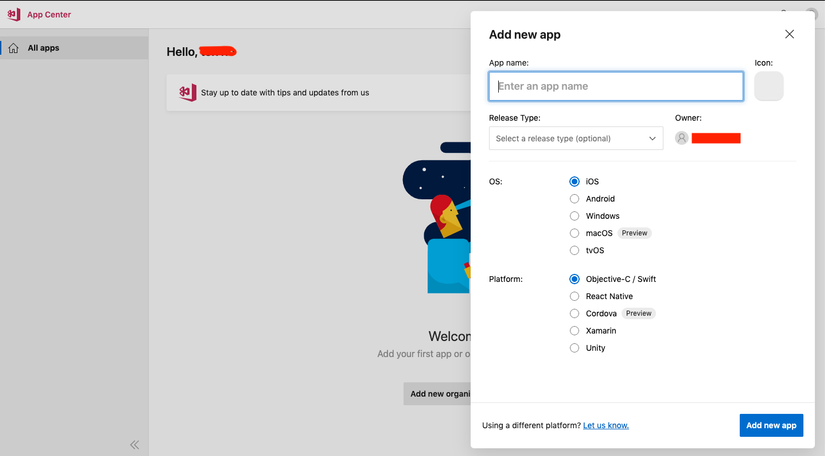 App Center
All apps
Hello,
Stay up to date with tips and updates from us
Welcon
Add your first app or o
Add new organi
Add new app
App name:
Icon:
Enter an app name
Release Type:
Owner:
Select a release type (optional)
OS:
iOS
Android
Windows
macOS Preview
tvOS
Platform:
Objective-C / Swift
React Native
Cordova Preview
Xamarin
Unity
Using a different platform? Let us know.
Add new app